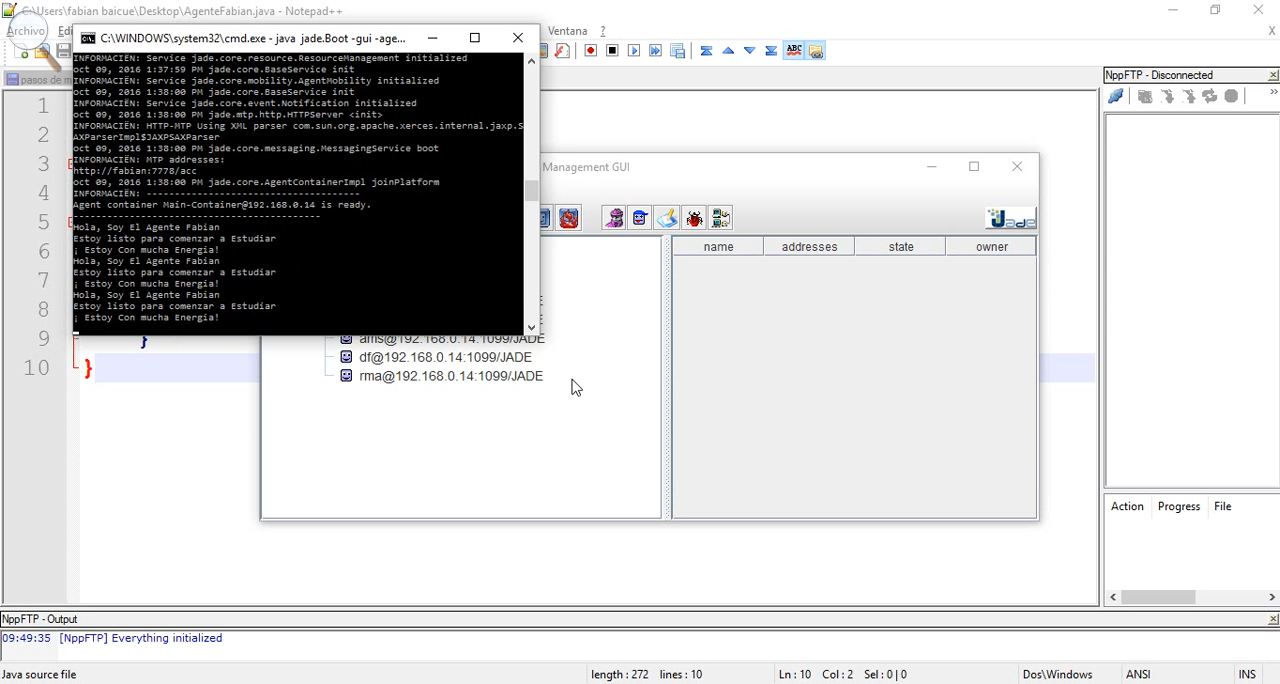 C:\Users\fabian baicue\Desktop\AgenteFabian.java - Notepad++
Archivo Edi Ventana ?
X
C:\WINDOWS\system32\cmd.exe - java jade.Boot -gui -age...
INFORMACIËN: Service jade.core.resource.ResourceManagement initialized
oct 09, 2016 1:37:59 PM jade.core.BaseService init
INFORMACIËN: Service jade.core.mobility.AgentMobility initialized
oct 09, 2016 1:38:00 PM jade.core.BaseService init
INFORMACIËN: Service jade.core.event.Notification initialized
oct 09, 2016 1:38:00 PM jade.mtp.http.HTTPServer <init>
INFORMACIËN: HTTP-MTP Using XML parser com.sun.org.apache.xerces.internal.jaxp.S
AXParserImpl$JAXPSAXParser
oct 09, 2016 1:38:00 PM jade.core.messaging.MessagingService boot
INFORMACIËN: MTP addresses:
http://fabian:7778/acc
oct 09, 2016 1:38:00 PM jade.core.AgentContainerImpl joinPlatform
INFORMACIËN: --------------------------------------
Agent container Main-Container@192.168.0.14 is ready.
--------------------------------------------
Hola, Soy El Agente Fabian
Estoy listo para comenzar a Estudiar
¡ Estoy Con mucha Energia!
Hola, Soy El Agente Fabian
Estoy listo para comenzar a Estudiar
¡ Estoy Con mucha Energia!
Hola, Soy El Agente Fabian
Estoy listo para comenzar a Estudiar
¡ Estoy Con mucha Energia!
pasos de m
1
2
3
4
5
6
7
8
9 }
10 }
Management GUI
ABC
Jade
name addresses state owner
ams@192.168.0.14:1099/JADE
df@192.168.0.14:1099/JADE
rma@192.168.0.14:1099/JADE
NppFTP - Disconnected
Action Progress File
NppFTP - Output
09:49:35 [NppFTP] Everything initialized
Java source file length : 272 lines : 10 Ln : 10 Col : 2 Sel : 0 | 0 Dos\Windows ANSI INS